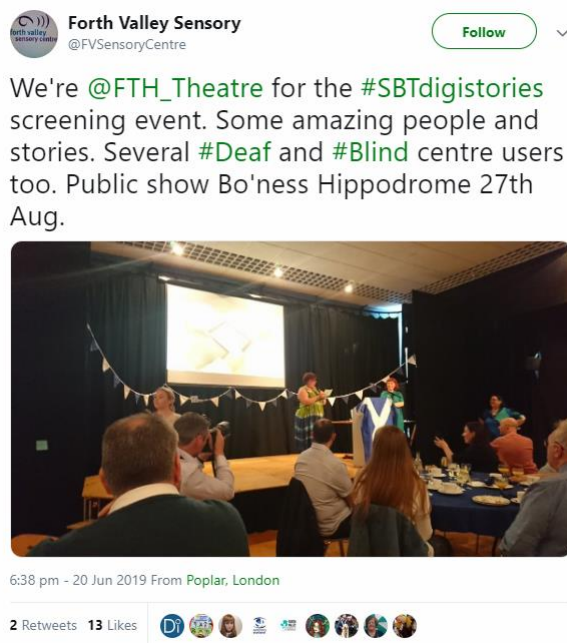 Forth Valley Sensory
@FVSensoryCentre
Follow
forth valley
sensory centre
We're @FTH_Theatre for the #SBTdigistories
screening event. Some amazing people and
stories. Several #Deaf and #Blind centre users
too. Public show Bo'ness Hippodrome 27th
Aug.
6:38 pm - 20 Jun 2019 From Poplar, London
2 Retweets 13 Likes
Di